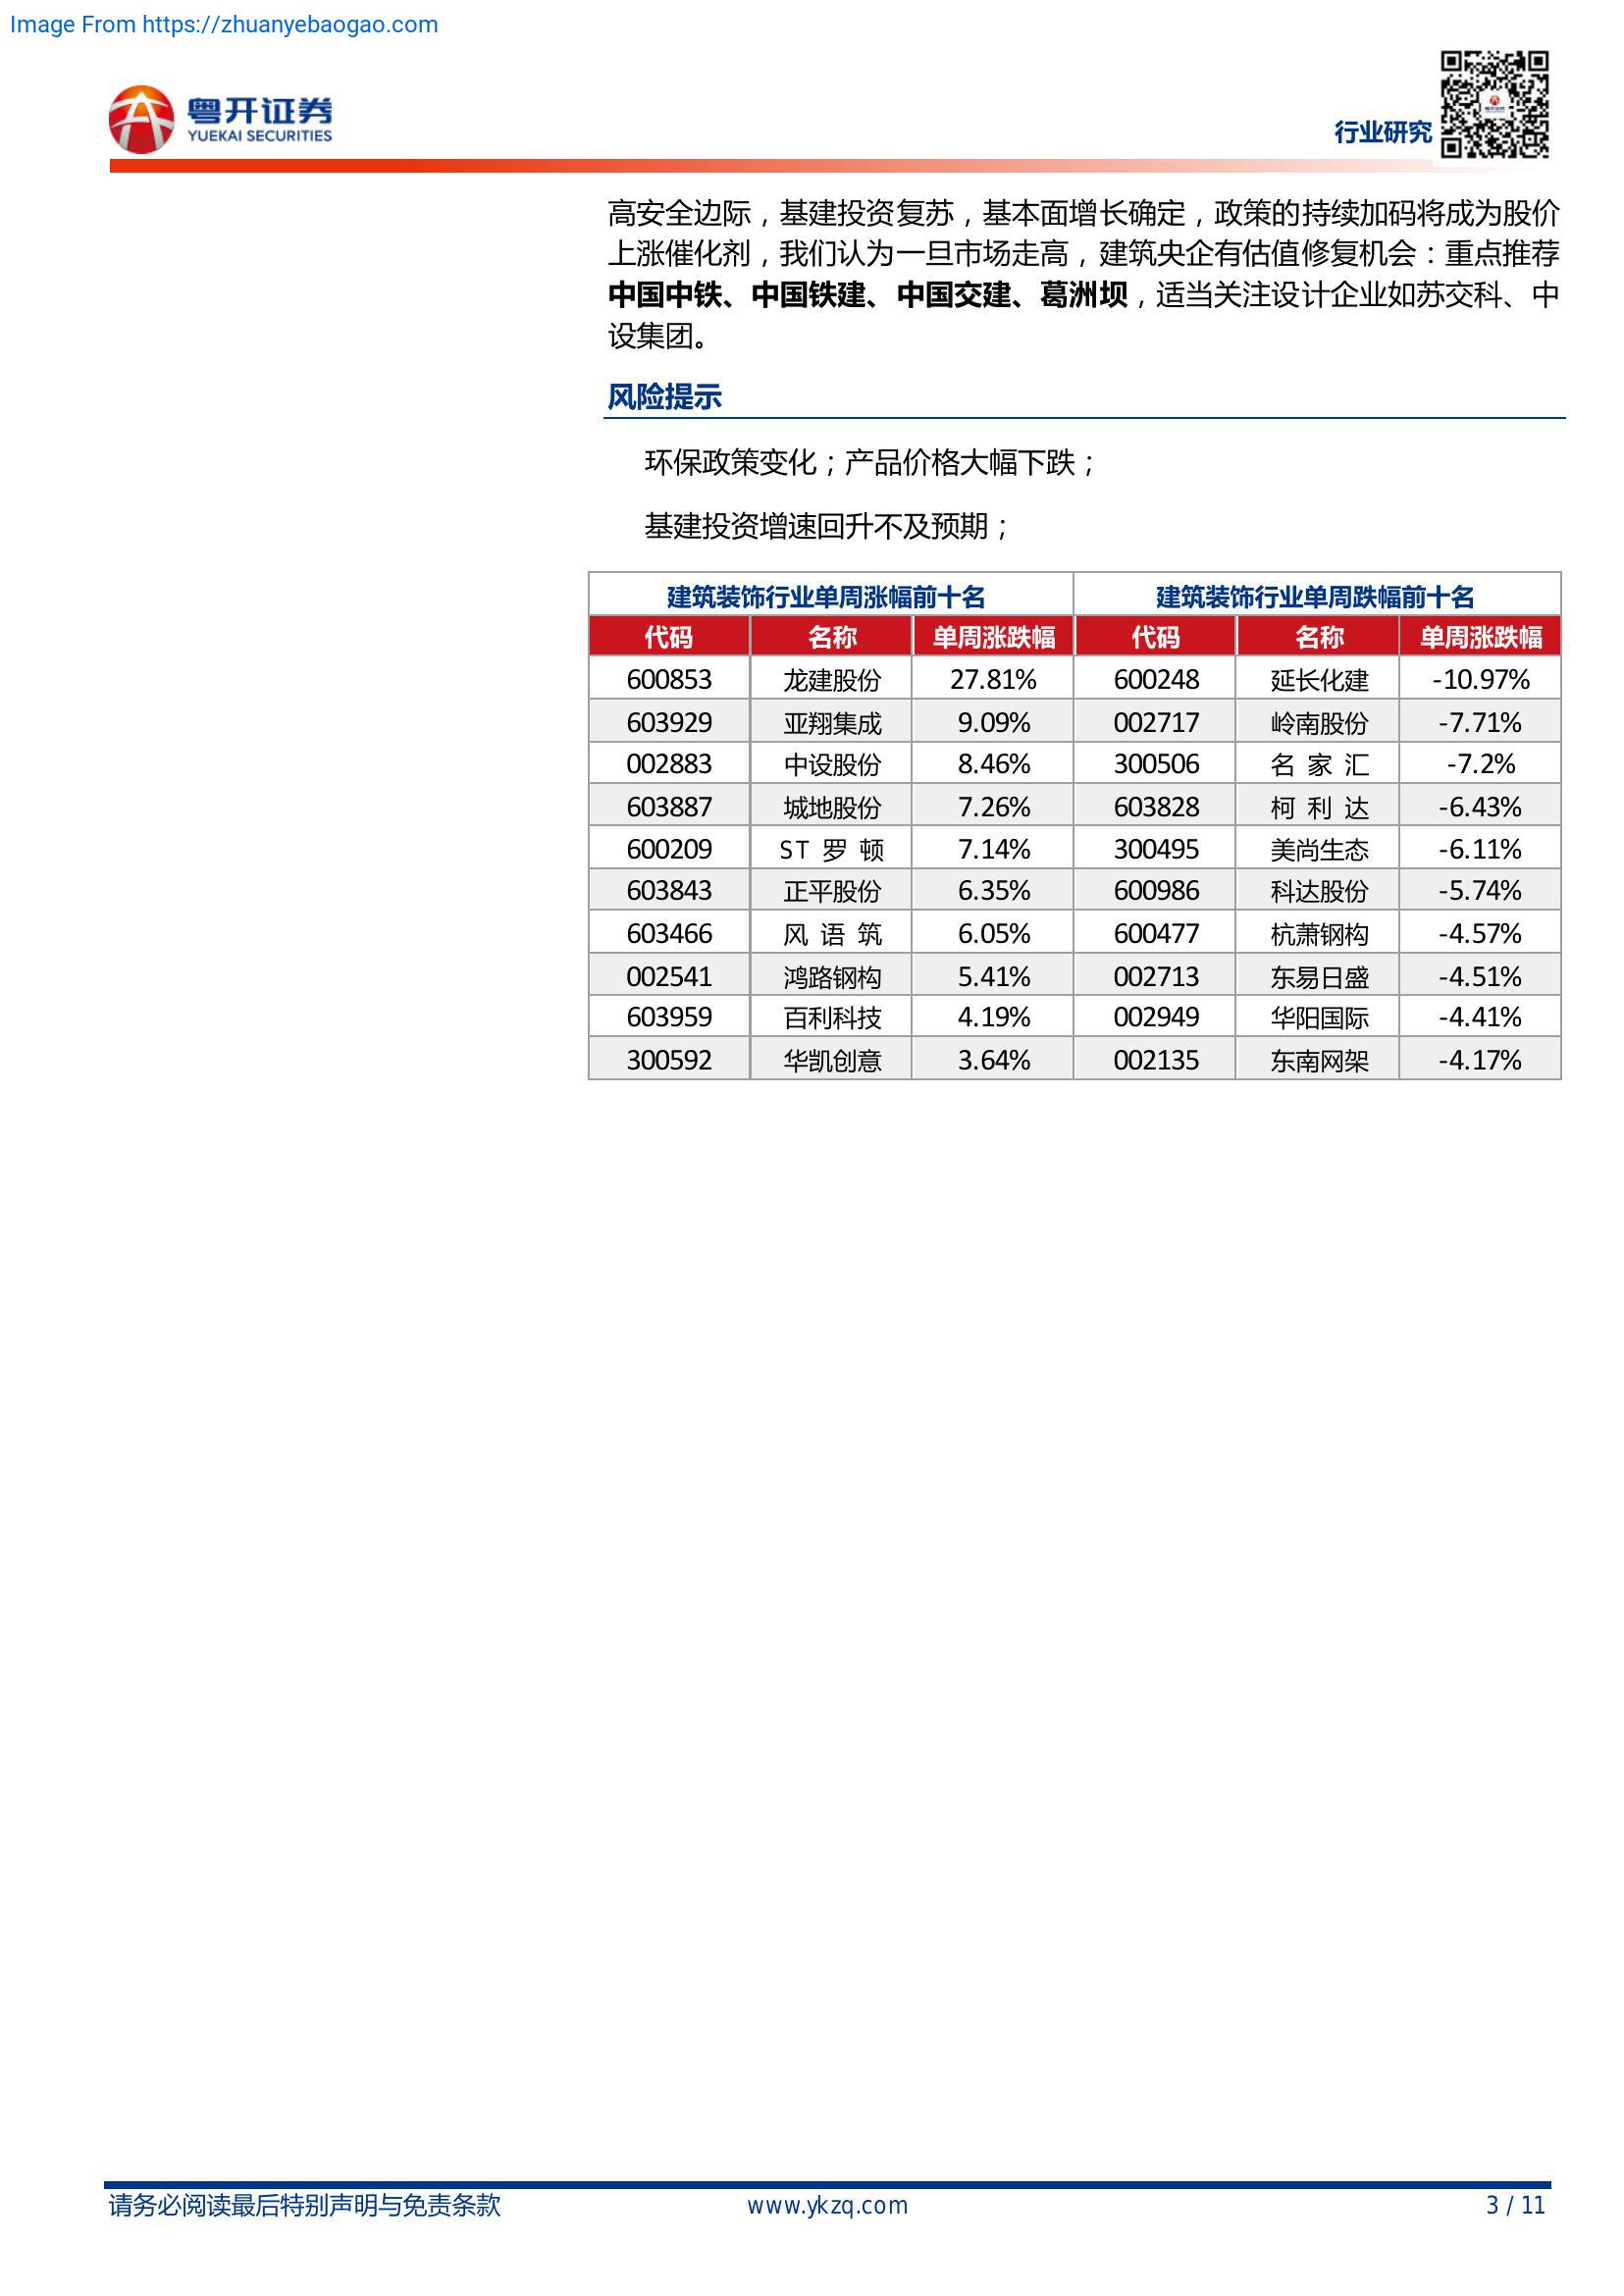 Image From https://zhuanyebaogao.com
粤开证券
YUEKAI SECURITIES
行业研究
高安全边际，基建投资复苏，基本面增长确定，政策的持续加码将成为股价
上涨催化剂，我们认为一旦市场走高，建筑央企有估值修复机会：重点推荐
中国中铁、中国铁建、中国交建、葛洲坝，适当关注设计企业如苏交科、中
设集团。
风险提示
环保政策变化；产品价格大幅下跌；
基建投资增速回升不及预期；
建筑装饰行业单周涨幅前十名 建筑装饰行业单周跌幅前十名
代码 名称 单周涨跌幅 代码 名称 单周涨跌幅
600853 龙建股份 27.81% 600248 延长化建 -10.97%
603929 亚翔集成 9.09% 002717 岭南股份 -7.71%
002883 中设股份 8.46% 300506 名 家 汇 -7.2%
603887 城地股份 7.26% 603828 柯 利 达 -6.43%
600209 ST 罗 顿 7.14% 300495 美尚生态 -6.11%
603843 正平股份 6.35% 600986 科达股份 -5.74%
603466 风 语 筑 6.05% 600477 杭萧钢构 -4.57%
002541 鸿路钢构 5.41% 002713 东易日盛 -4.51%
603959 百利科技 4.19% 002949 华阳国际 -4.41%
300592 华凯创意 3.64% 002135 东南网架 -4.17%
请务必阅读最后特别声明与免责条款 www.ykzq.com 3 / 11